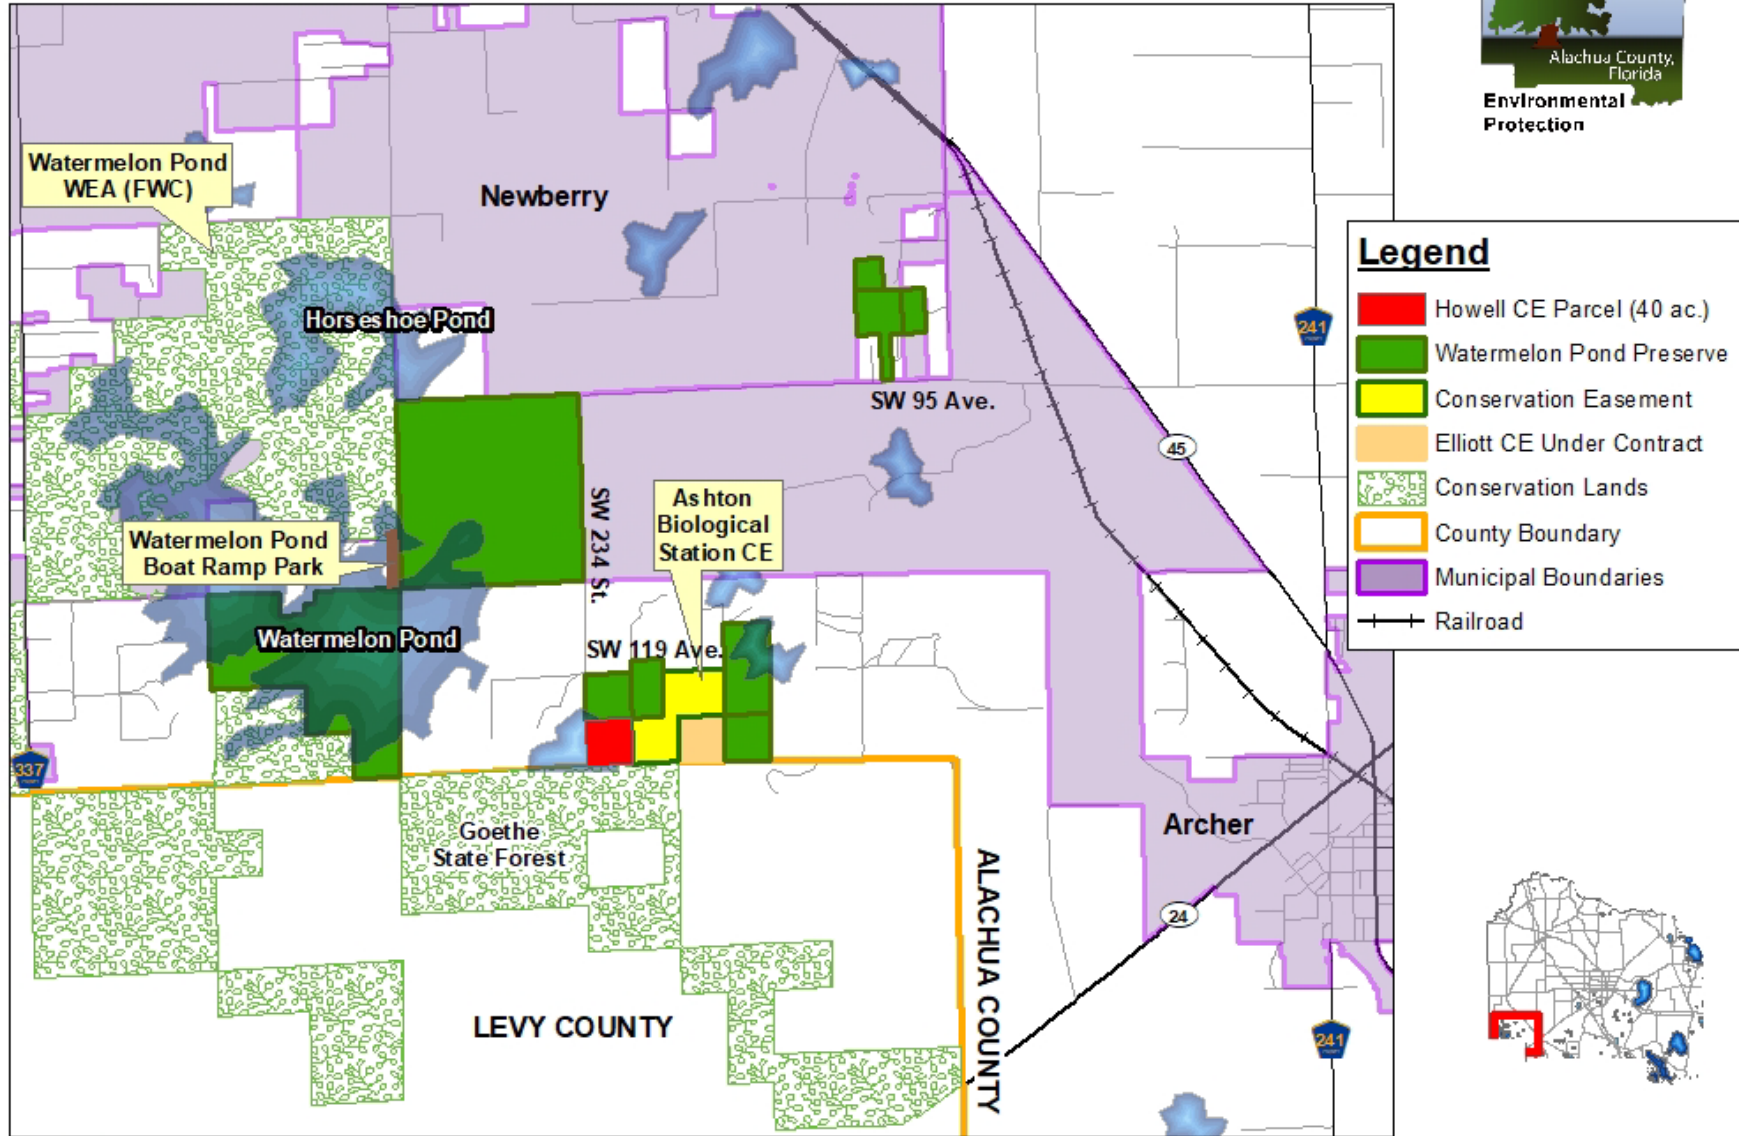 Alachua County,
Florida
Environmental
Protection
Watermelon Pond
WEA (FWC)
Newberry
Horseshoe Pond
SW 95 Ave.
45
241
Legend
Howell CE Parcel (40 ac.)
Watermelon Pond Preserve
Conservation Easement
Elliott CE Under Contract
Conservation Lands
County Boundary
Municipal Boundaries
Railroad
SW 234 St.
Ashton
Biological
Station CE
Watermelon Pond
Boat Ramp Park
Watermelon Pond
SW 119 Ave.
337
Goethe
State Forest
Archer
24
ALACHUA COUNTY
LEVY COUNTY
241